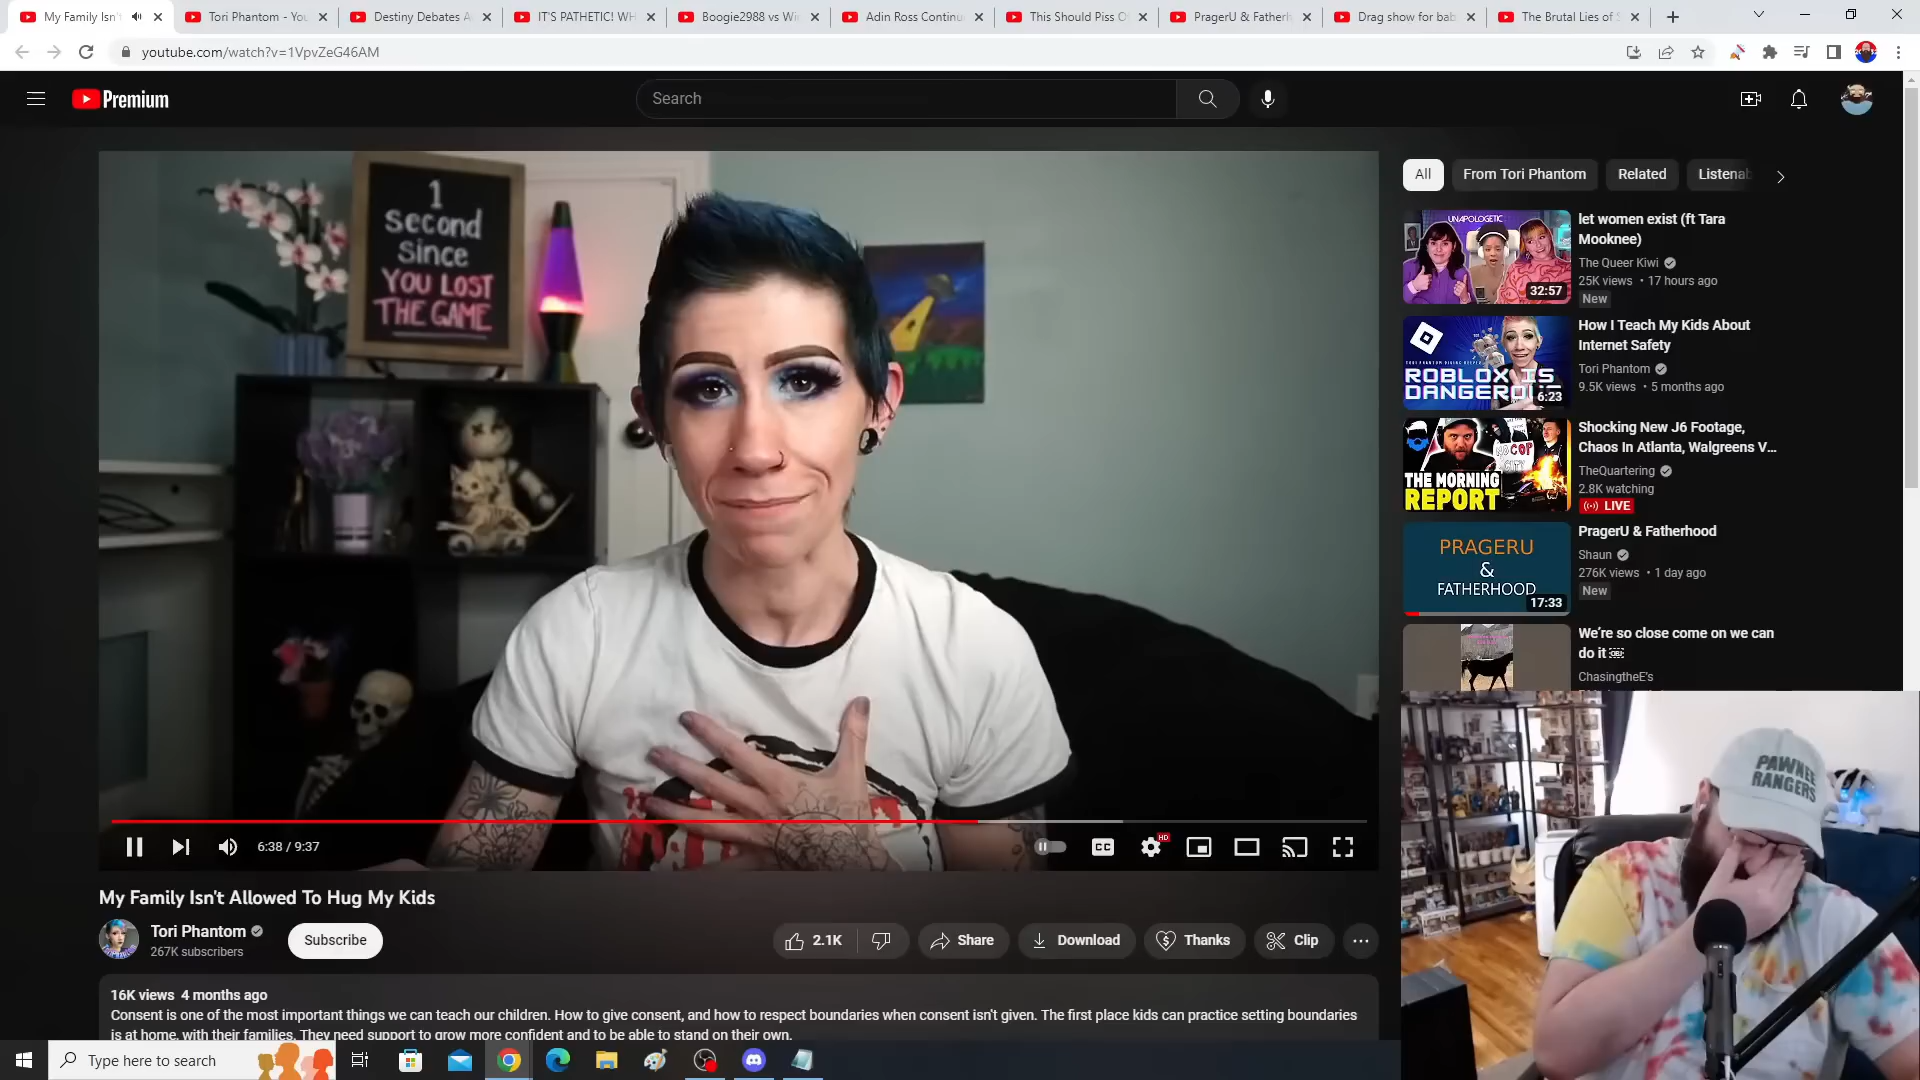 My Family Isn't
Tori Phantom - You
Destiny Debates A
IT'S PATHETIC! WH
Boogie2988 vs Wi
Adin Ross Continu
This Should Piss O
PragerU & Fatherh
Drag show for bab
The Brutal Lies of S
youtube.com/watch?v=1VpvZeG46AM
Premium
Search
1
second
since
YOU LOST
THE GAME
All
From Tori Phantom
Related
Listenab
UNAPOLOGETIC
32:57
let women exist (ft Tara
Mooknee)
The Queer Kiwi
25K views • 17 hours ago
New
ROBLOX IS
DANGERO
6:23
How I Teach My Kids About
Internet Safety
Tori Phantom
9.5K views • 5 months ago
NO COP
CITY
THE MORNING
REPORT
Shocking New J6 Footage,
Chaos In Atlanta, Walgreens V...
TheQuartering
2.8K watching
LIVE
PRAGERU
&
FATHERHOOD
17:33
PragerU & Fatherhood
Shaun
276K views • 1 day ago
New
We're so close come on we can
do it
ChasingtheE's
PAWNEE
RANGERS
6:38 / 9:37
CC
HD
My Family Isn't Allowed To Hug My Kids
Tori Phantom
267K subscribers
Subscribe
2.1K
Share
Download
Thanks
Clip
16K views 4 months ago
Consent is one of the most important things we can teach our children. How to give consent, and how to respect boundaries when consent isn't given. The first place kids can practice setting boundaries
is at home, with their families. They need support to grow more confident and to be able to stand on their own.
Type here to search